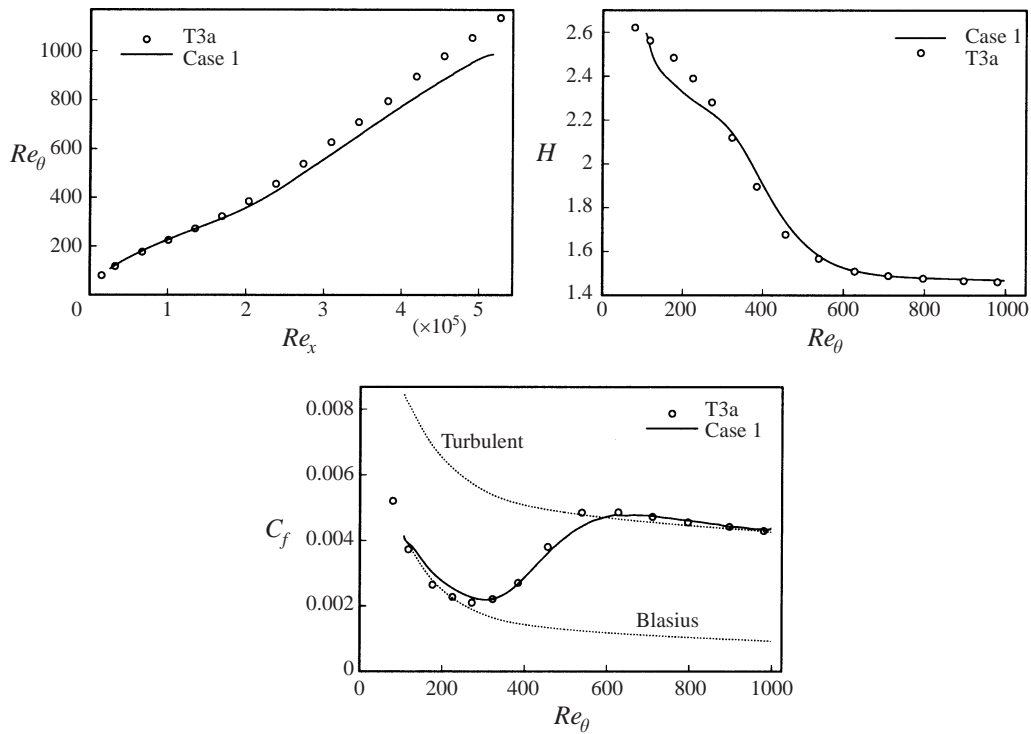 T3a
Case 1
1000
800
600
400
200
0
Re_θ
0 1 2 3 4 5
(×10⁵)
Re_x
Case 1
T3a
2.6
2.4
2.2
2
1.8
1.6
1.4
H
0 200 400 600 800 1000
Re_θ
T3a
Case 1
0.008
0.006
0.004
0.002
0
C_f
Turbulent
Blasius
0 200 400 600 800 1000
Re_θ